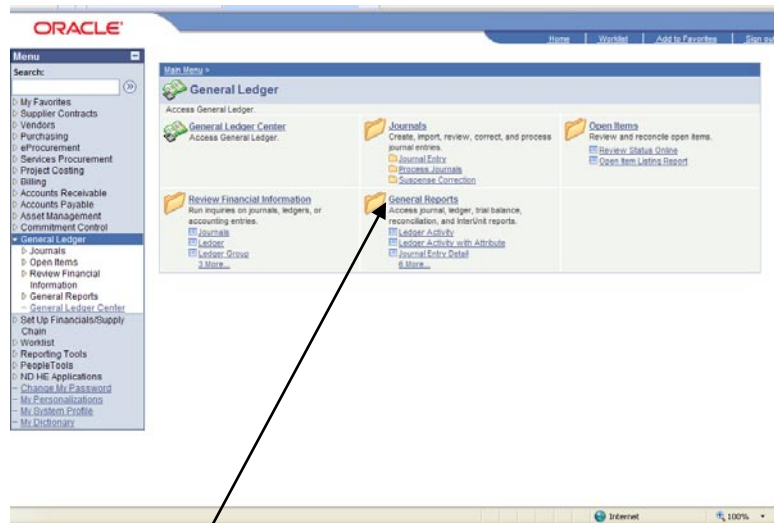 ORACLE
Home Worklist Add to Favorites Sign out
Menu
Search:
My Favorites
Supplier Contracts
Vendors
Purchasing
eProcurement
Services Procurement
Project Costing
Billing
Accounts Receivable
Accounts Payable
Asset Management
Commitment Control
General Ledger
Journals
Open Items
Review Financial
Information
General Reports
General Ledger Center
Set Up Financials/Supply
Chain
Worklist
Reporting Tools
PeopleTools
ND HE Applications
Change My Password
My Personalizations
My System Profile
My Dictionary
Main Menu >
General Ledger
Access General Ledger.
General Ledger Center
Access General Ledger.
Journals
Create, import, review, correct, and process
journal entries.
Journal Entry
Process Journals
Suspense Correction
Open Items
Review and reconcile open items.
Review Status Online
Open Item Listing Report
Review Financial Information
Run inquiries on journals, ledgers, or
accounting entries.
Journals
Ledger
Ledger Group
3 More...
General Reports
Access journal, ledger, trial balance,
reconciliation, and InterUnit reports.
Ledger Activity
Ledger Activity with Attribute
Journal Entry Detail
6 More...
Internet 100%